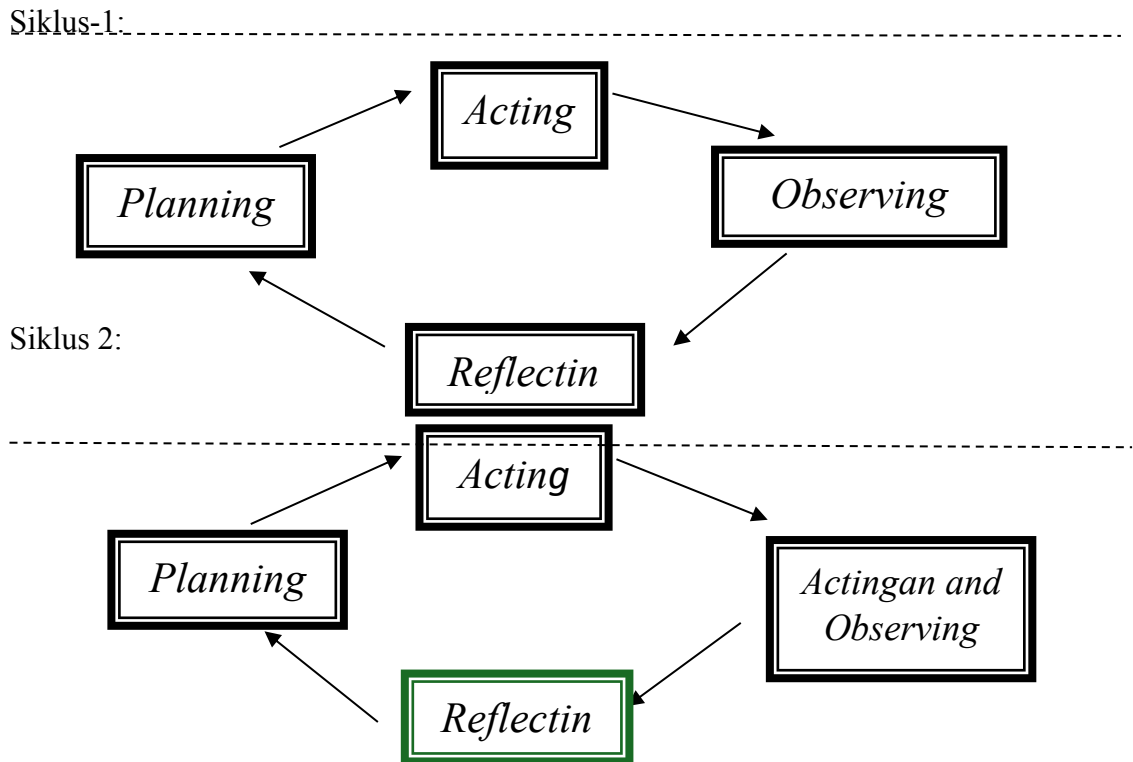 Siklus-1:
Acting
Planning
Observing
Siklus 2:
Reflectin
Acting
Planning
Actingan and
Observing
Reflectin